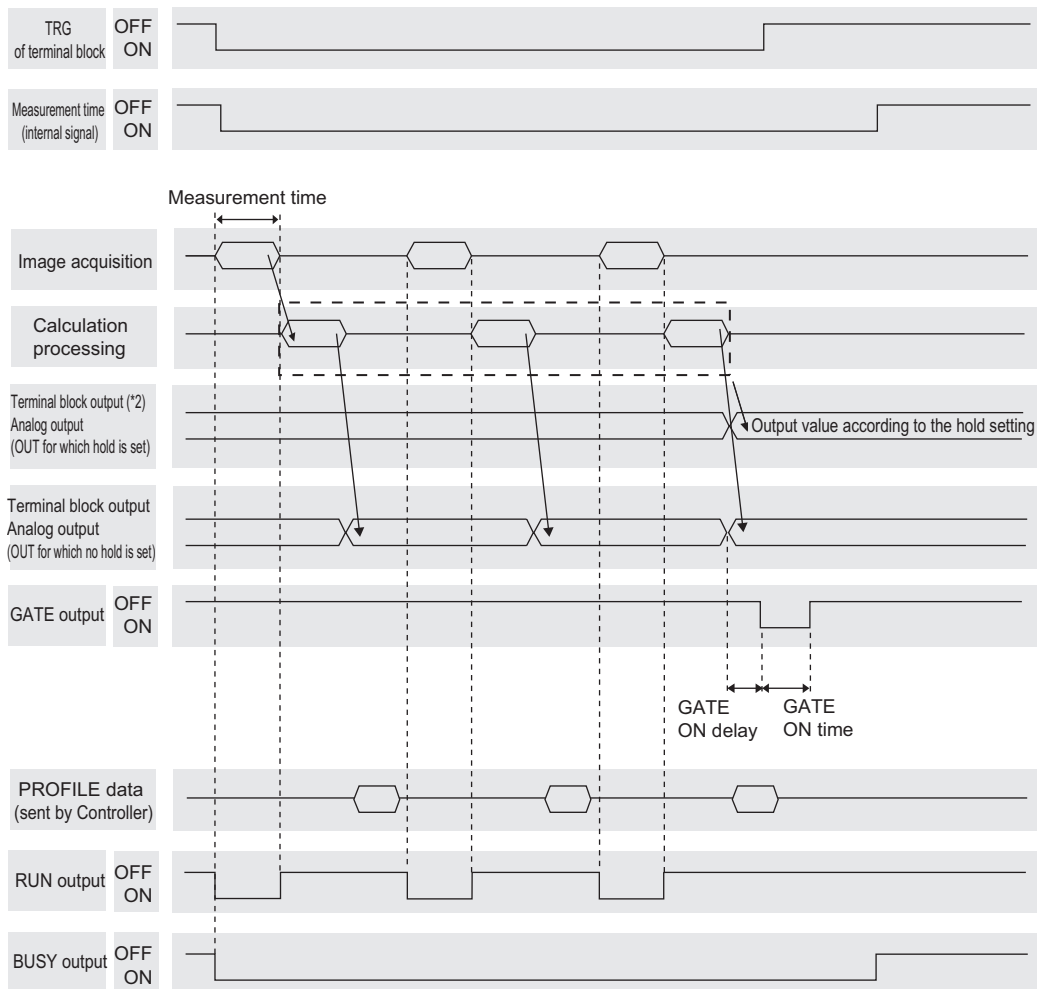 TRG
of terminal block
OFF
ON
Measurement time
(internal signal)
OFF
ON
Measurement time
Image acquisition
Calculation
processing
Terminal block output (*2)
Analog output
(OUT for which hold is set)
Output value according to the hold setting
Terminal block output
Analog output
(OUT for which no hold is set)
GATE output
OFF
ON
GATE
ON delay
GATE
ON time
PROFILE data
(sent by Controller)
RUN output
OFF
ON
BUSY output
OFF
ON